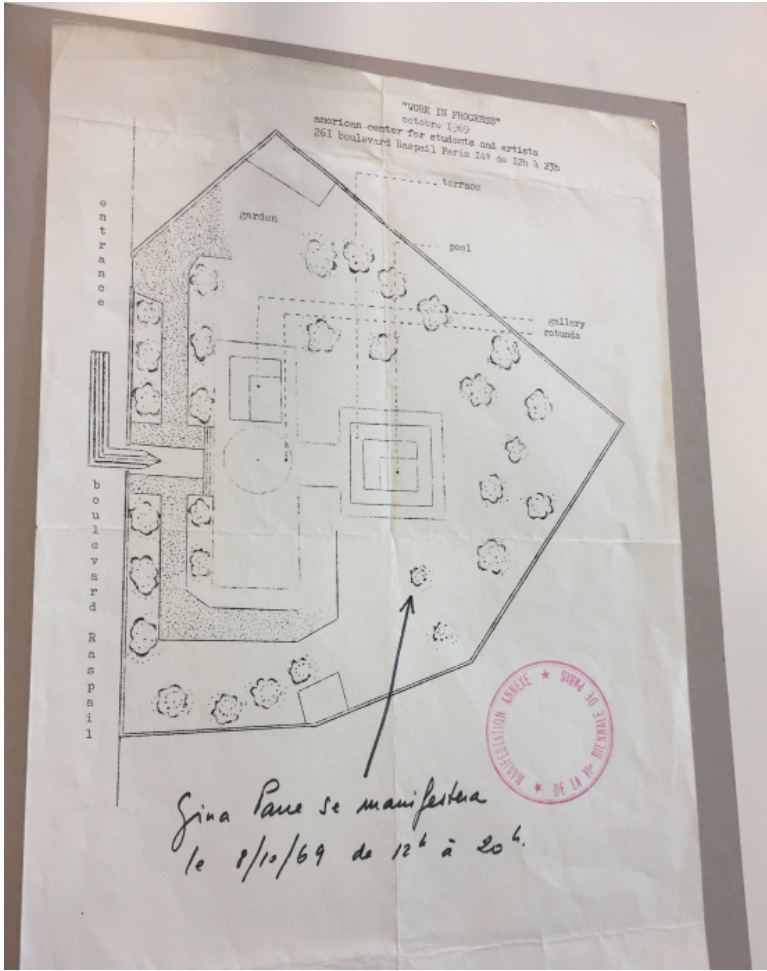 "WORK IN PROGRESS"
octobre 1969
american center for students and artists
261 boulevard Raspail Paris 14e de 12h à 23h
terrace
garden
pool
gallery
rotunda
entrance
boulevard Raspail
MANIFESTATION ANNEXE ★ DE LA VIe BIENNALE DE PARIS ★
Gina Pane se manifestera
le 8/10/69 de 12h à 20h.